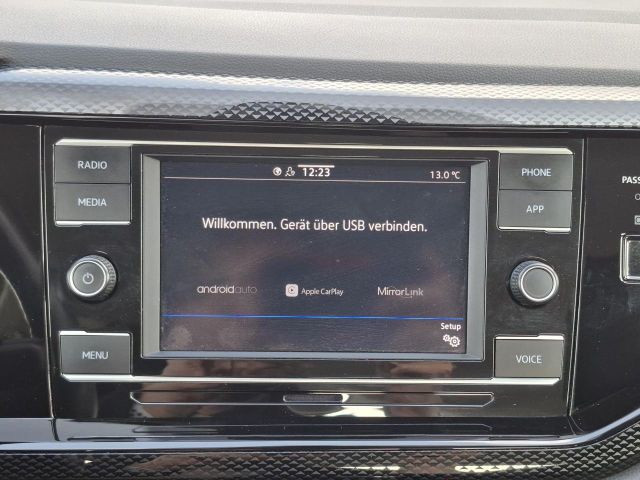 RADIO
MEDIA
MENU
12:23
13.0 °C
Willkommen. Gerät über USB verbinden.
androidauto
Apple CarPlay
MirrorLink
Setup
PHONE
APP
VOICE
PASS